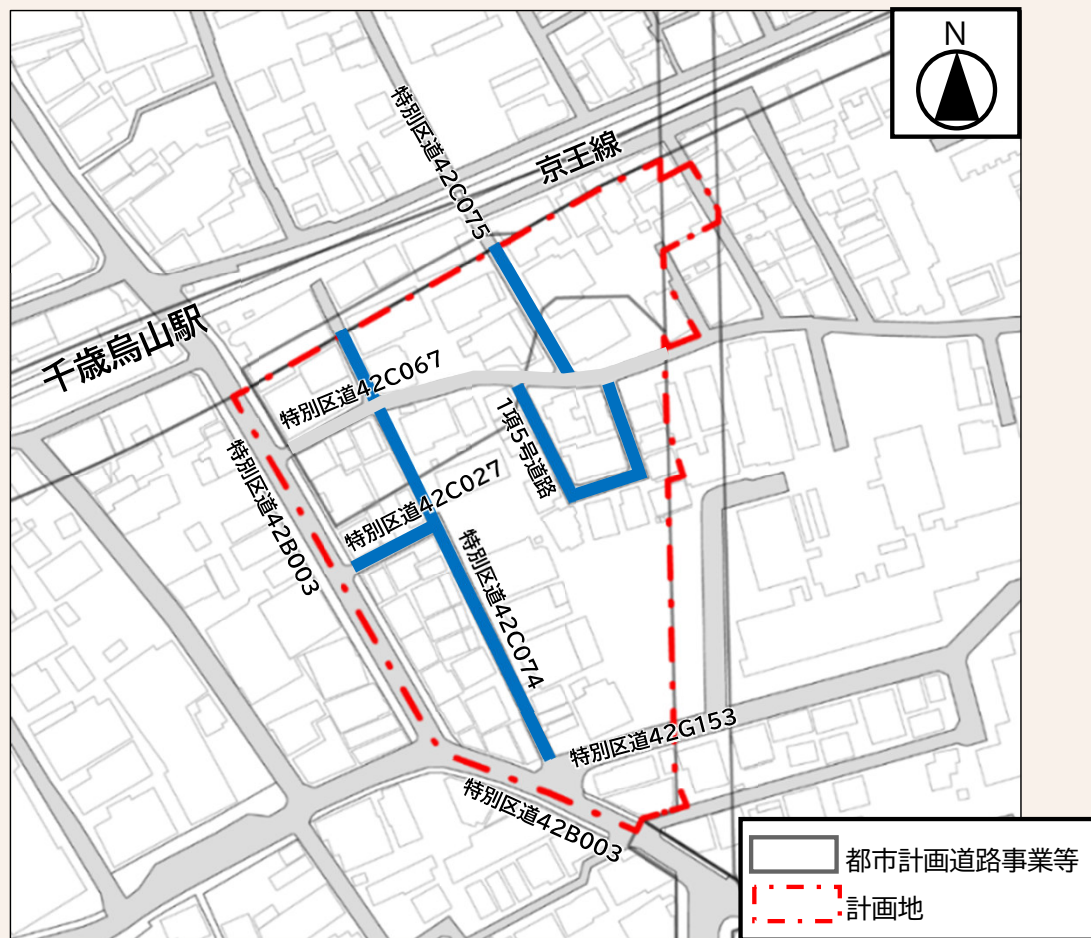 N
特別区道42C075
京王線
千歳烏山駅
特別区道42C067
1項5号道路
特別区道42B003
特別区道42C027
特別区道42C074
特別区道42G153
特別区道42B003
都市計画道路事業等
計画地